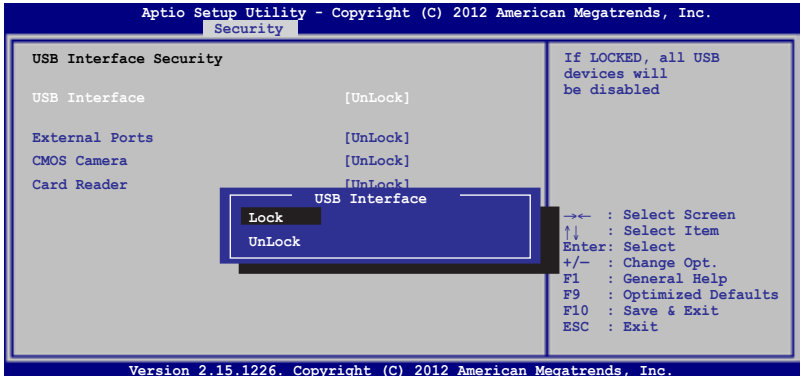 Aptio Setup Utility - Copyright (C) 2012 American Megatrends, Inc.
Security
USB Interface Security
USB Interface [UnLock]
External Ports [UnLock]
CMOS Camera [UnLock]
Card Reader [UnLock]
USB Interface
Lock
UnLock
If LOCKED, all USB
devices will
be disabled
→← : Select Screen
↑↓ : Select Item
Enter: Select
+/— : Change Opt.
F1 : General Help
F9 : Optimized Defaults
F10 : Save & Exit
ESC : Exit
Version 2.15.1226. Copyright (C) 2012 American Megatrends, Inc.